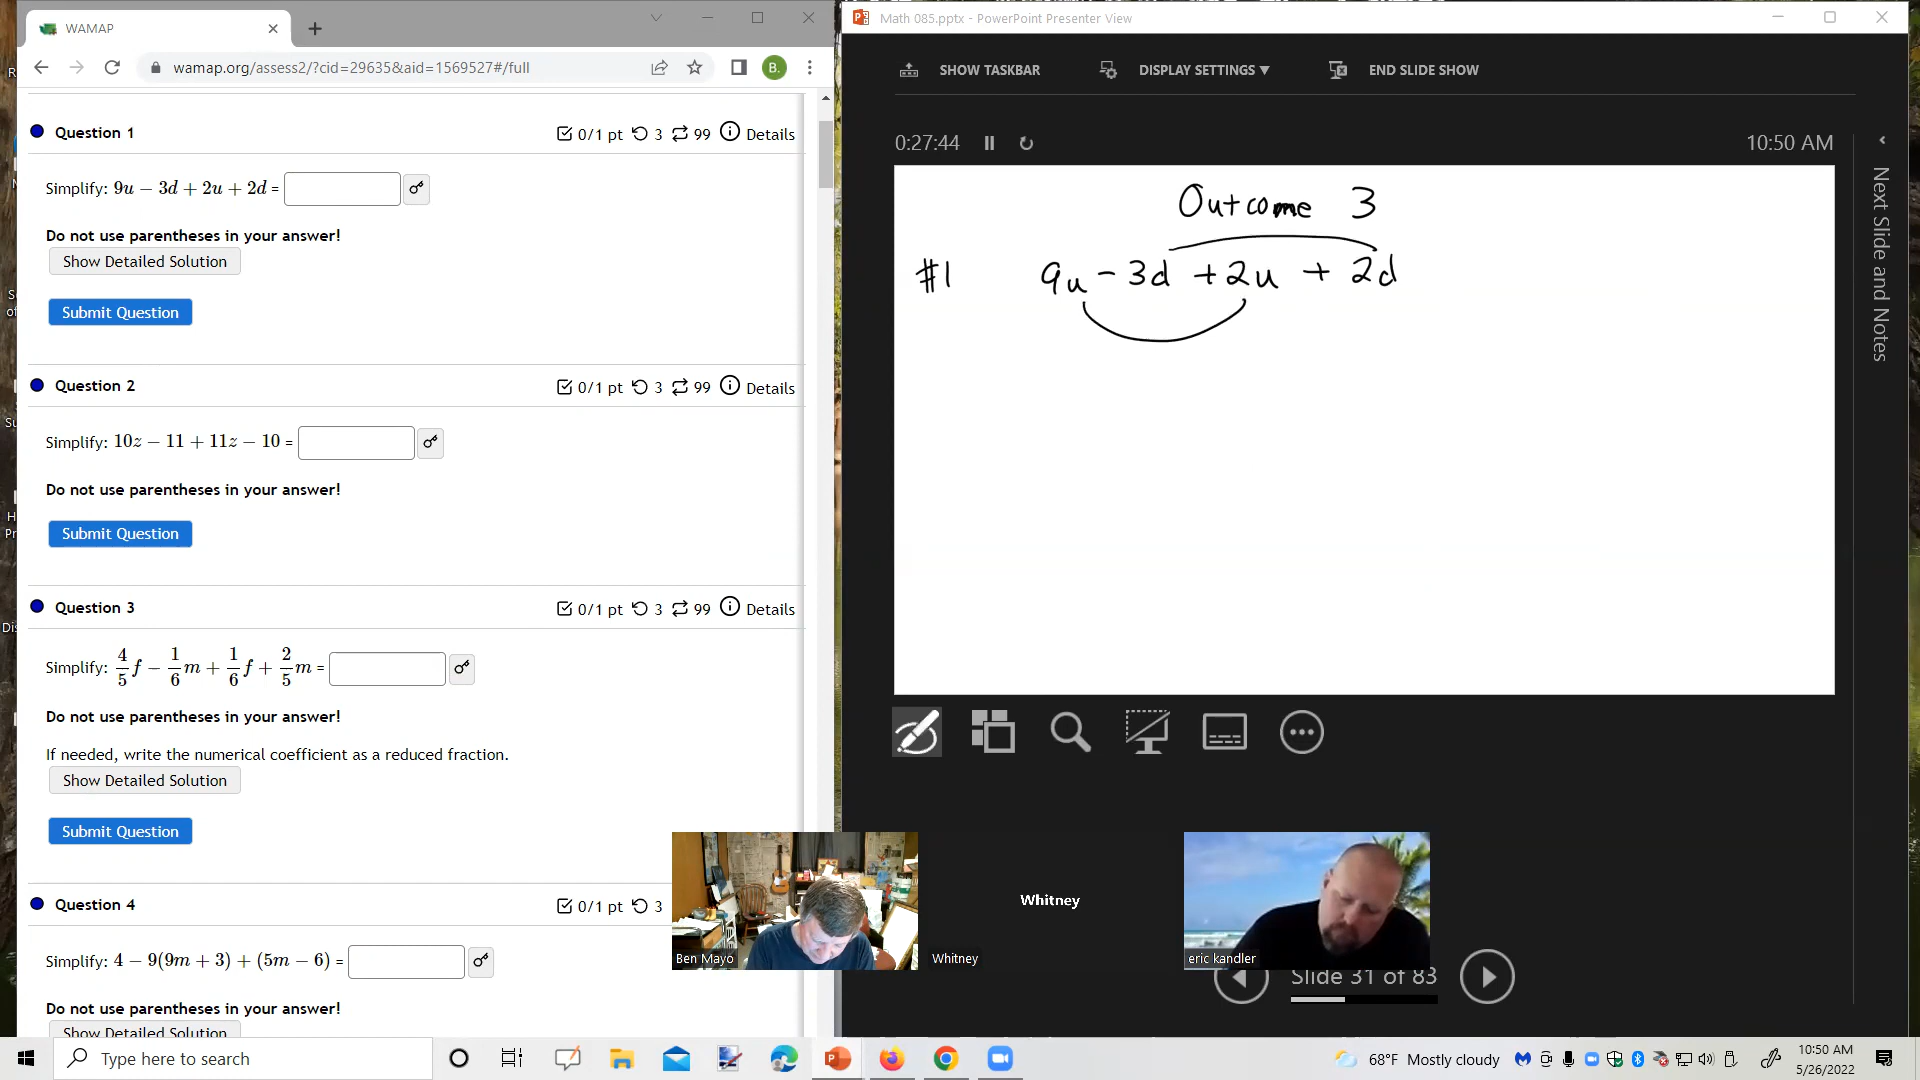 WAMAP
wamap.org/assess2/?cid=29635&aid=1569527#/full
B.
Question 1
0/1 pt 3 99 Details
Simplify: 9u − 3d + 2u + 2d =
Do not use parentheses in your answer!
Show Detailed Solution
Submit Question
Question 2
0/1 pt 3 99 Details
Simplify: 10z − 11 + 11z − 10 =
Do not use parentheses in your answer!
Submit Question
Question 3
0/1 pt 3 99 Details
Simplify: 4/5 f − 1/6 m + 1/6 f + 2/5 m =
Do not use parentheses in your answer!
If needed, write the numerical coefficient as a reduced fraction.
Show Detailed Solution
Submit Question
Question 4
0/1 pt 3
Simplify: 4 − 9(9m + 3) + (5m − 6) =
Do not use parentheses in your answer!
Show Detailed Solution
Math 085.pptx - PowerPoint Presenter View
SHOW TASKBAR DISPLAY SETTINGS ▼ END SLIDE SHOW
0:27:44 10:50 AM
Outcome 3
#1 9u - 3d + 2u + 2d
Next Slide and Notes
Ben Mayo
Whitney
Whitney
eric kandler
Slide 31 of 83
Type here to search
68°F Mostly cloudy
10:50 AM
5/26/2022